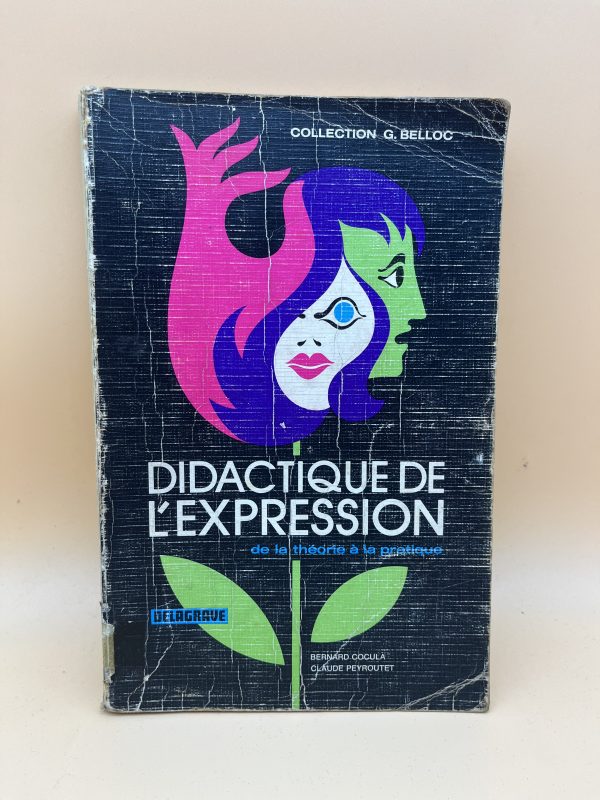 COLLECTION G. BELLOC
DIDACTIQUE DE
L'EXPRESSION
de la théorie à la pratique
DELAGRAVE
BERNARD COCULA
CLAUDE PEYROUTET